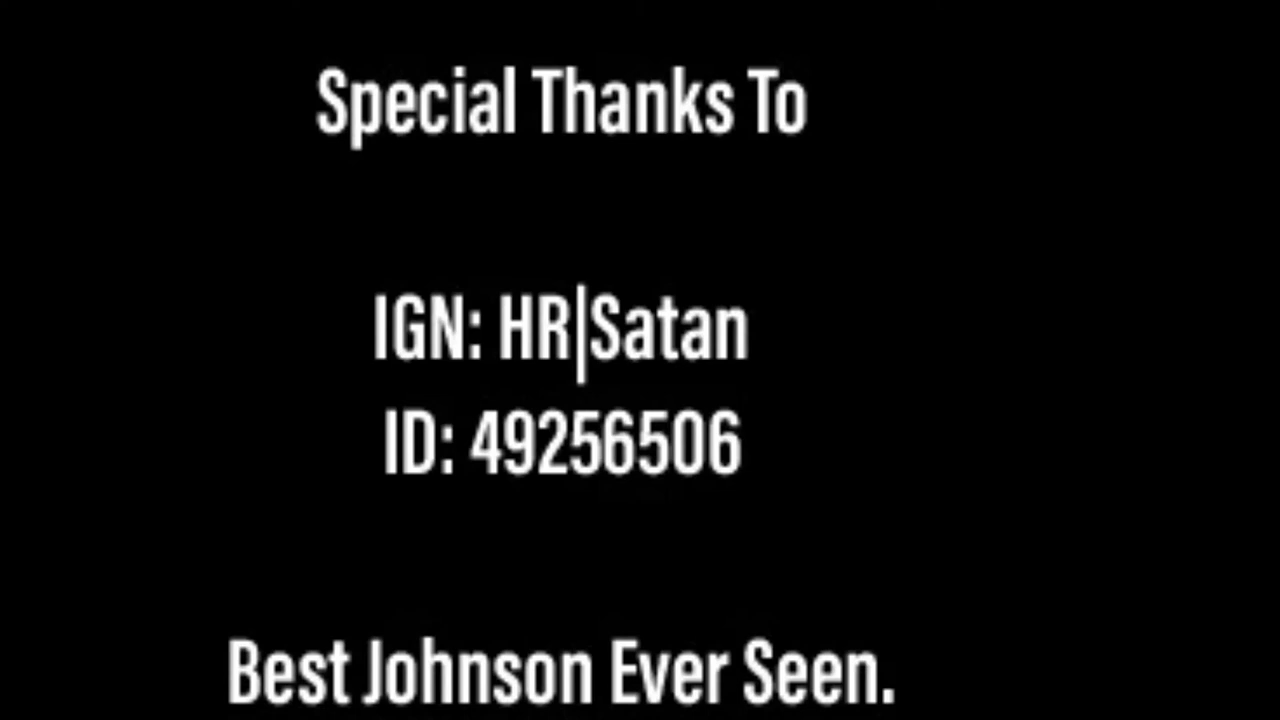 Special Thanks To
IGN: HR|Satan
ID: 49256506
Best Johnson Ever Seen.